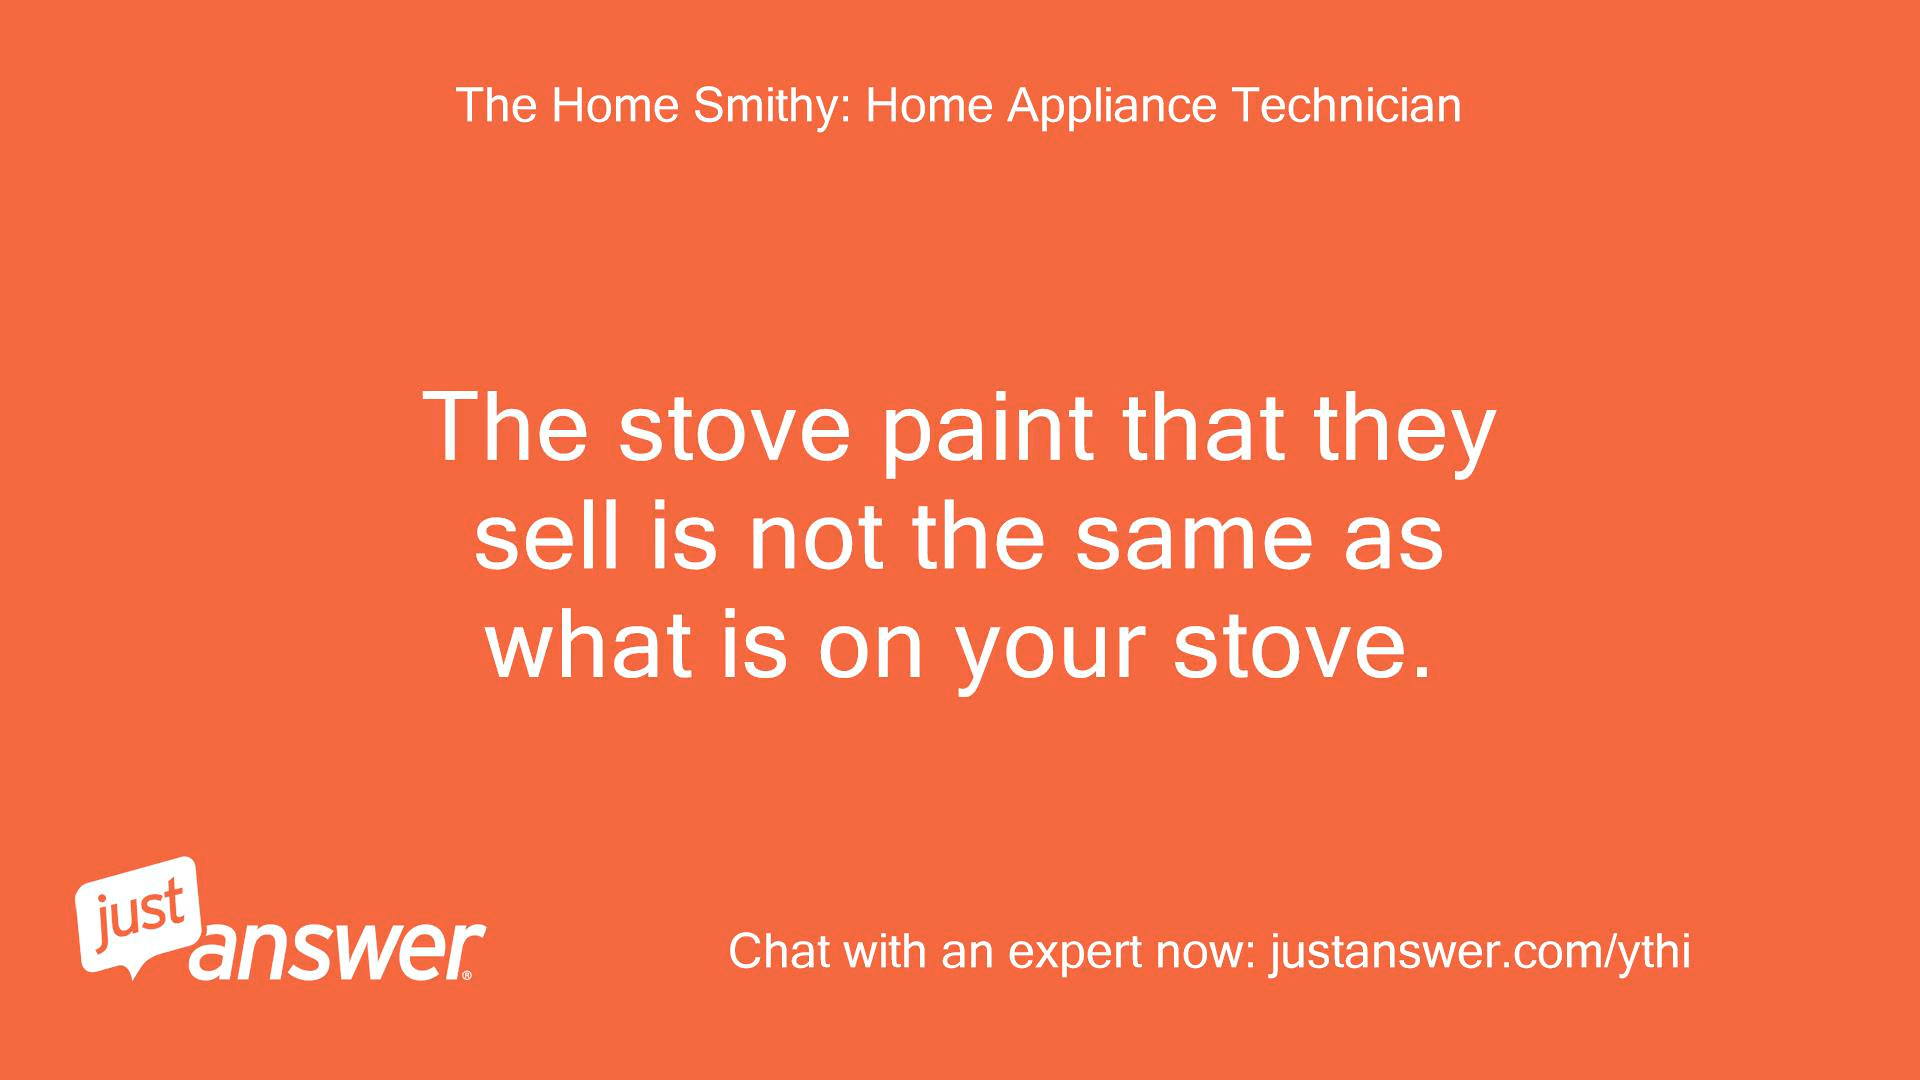 The Home Smithy: Home Appliance Technician
The stove paint that they
sell is not the same as
what is on your stove.
just
answer®
Chat with an expert now: justanswer.com/ythi